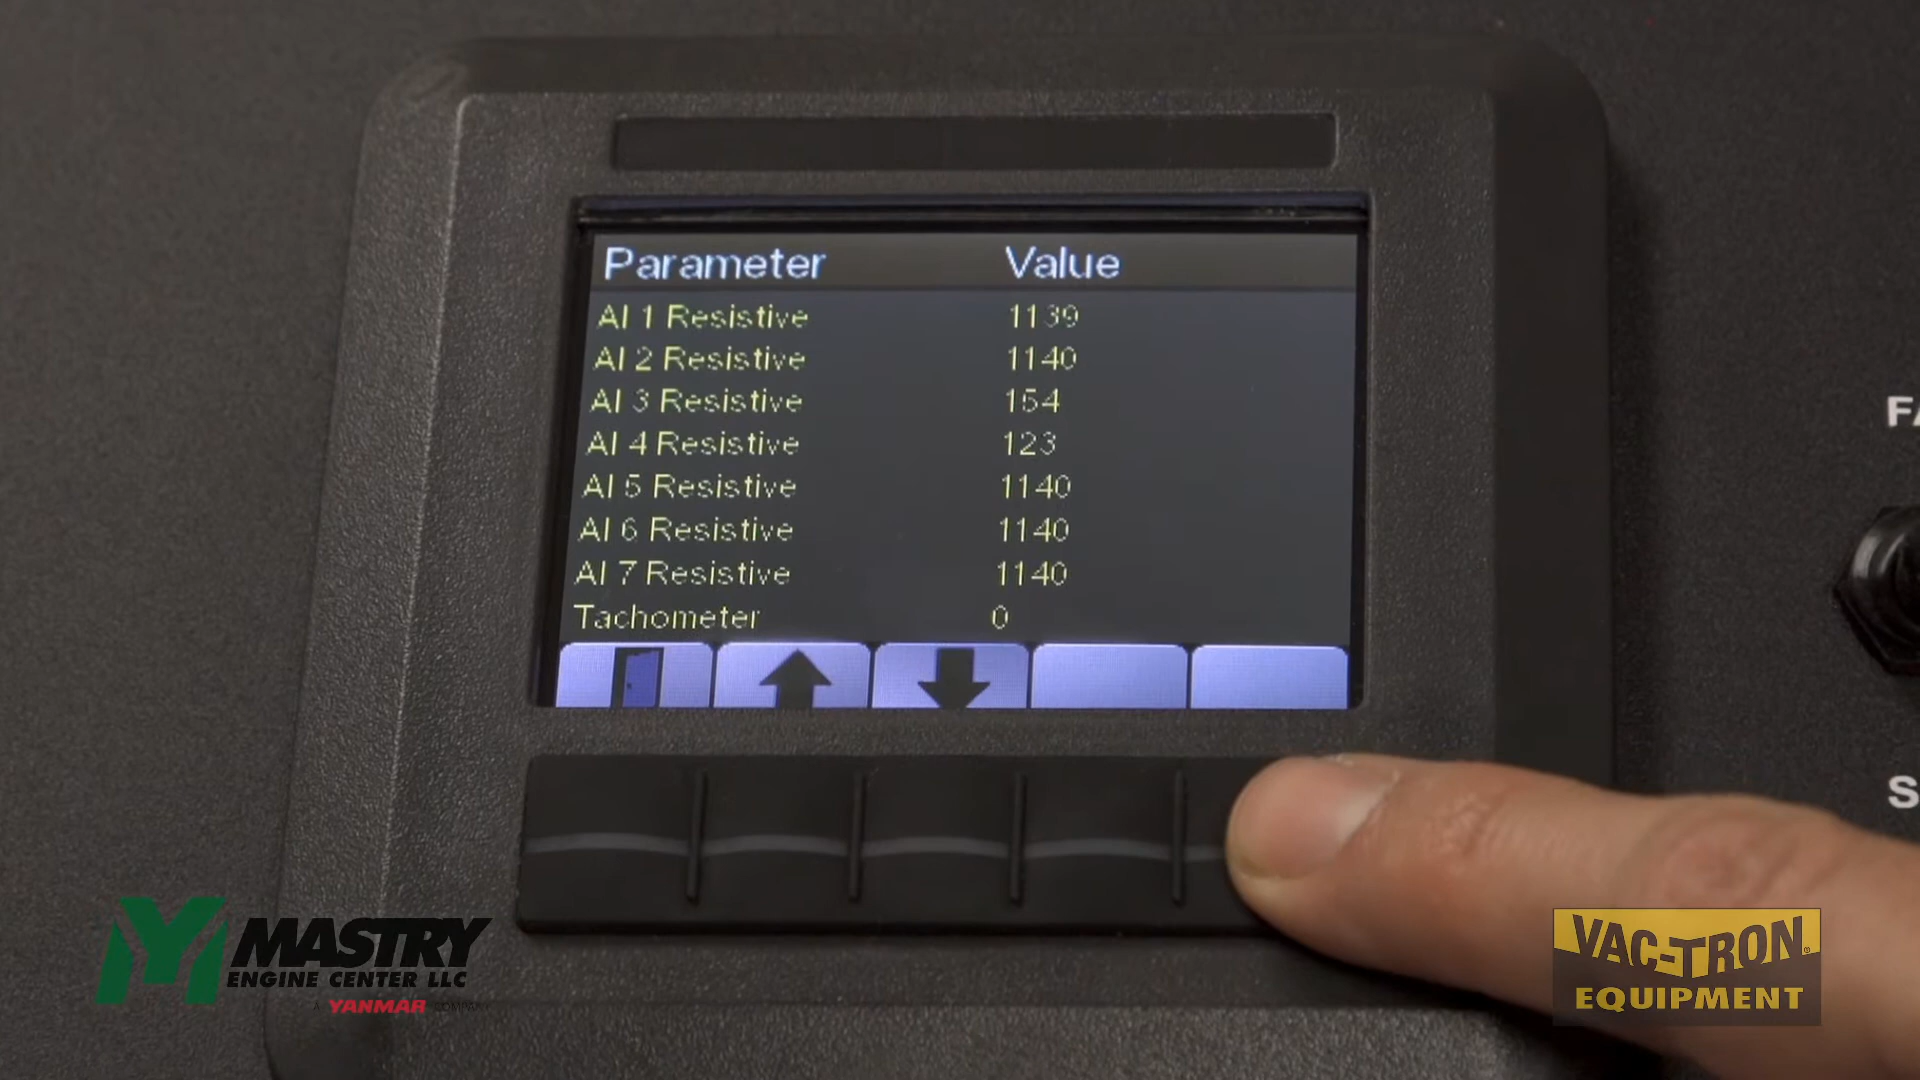 Parameter Value
AI 1 Resistive 1139
AI 2 Resistive 1140
AI 3 Resistive 154
AI 4 Resistive 123
AI 5 Resistive 1140
AI 6 Resistive 1140
AI 7 Resistive 1140
Tachometer 0
FA
S
MASTRY
ENGINE CENTER LLC
A YANMAR COMPANY
VAC-TRON®
EQUIPMENT